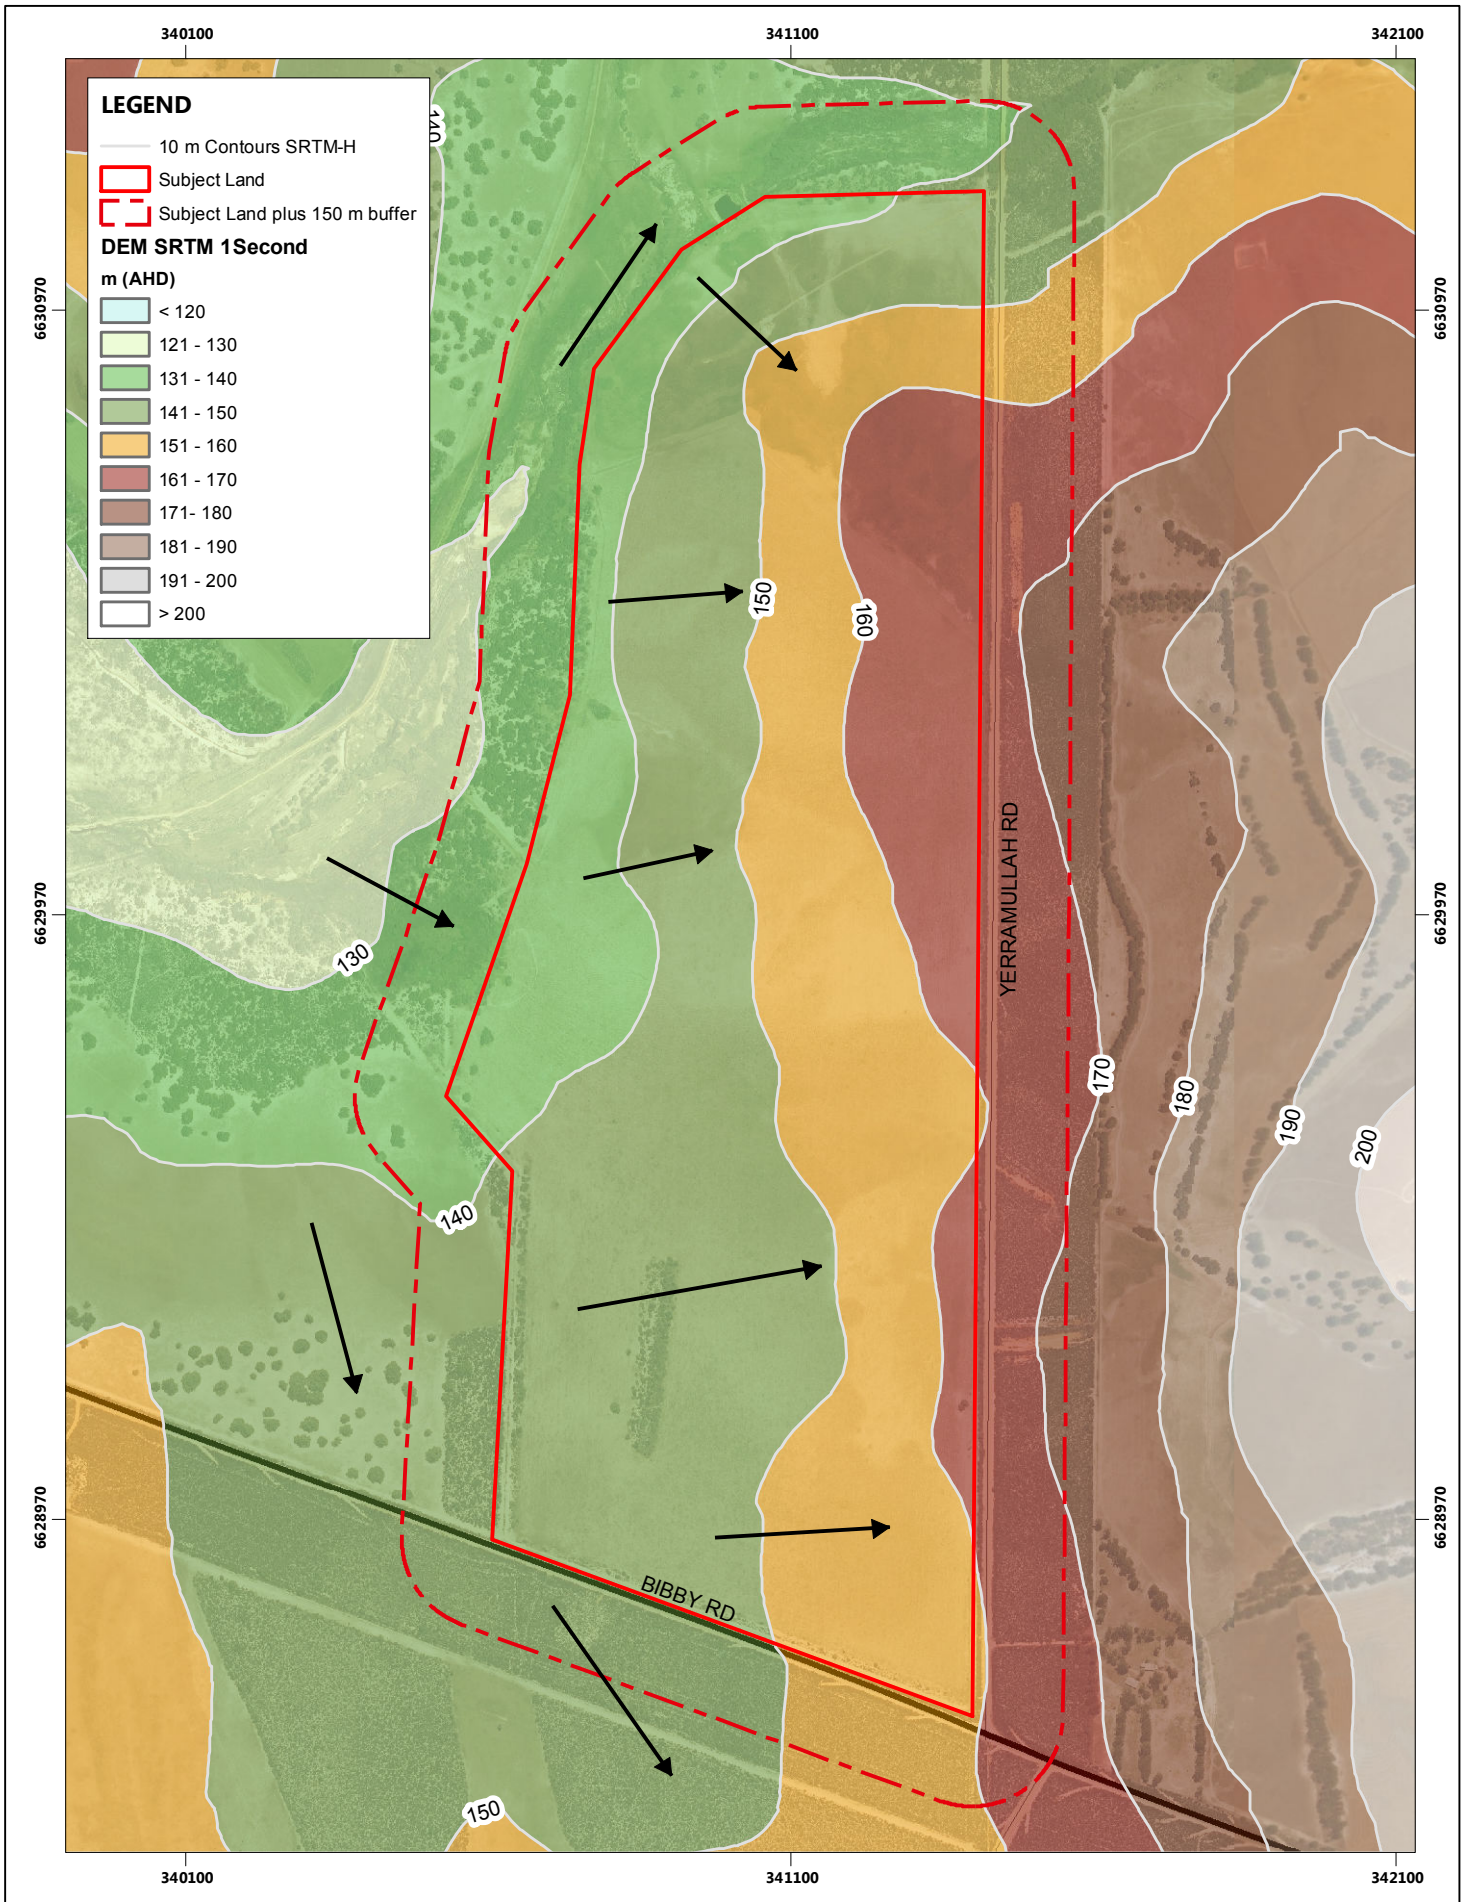 340100
341100
342100
LEGEND
10 m Contours SRTM-H
Subject Land
Subject Land plus 150 m buffer
DEM SRTM 1Second
m (AHD)
< 120
121 - 130
131 - 140
141 - 150
151 - 160
161 - 170
171- 180
181 - 190
191 - 200
> 200
140
6630970
6630970
150
160
YERRAMULLAH RD
6629970
6629970
130
170
180
190
200
140
6628970
6628970
BIBBY RD
150
340100
341100
342100